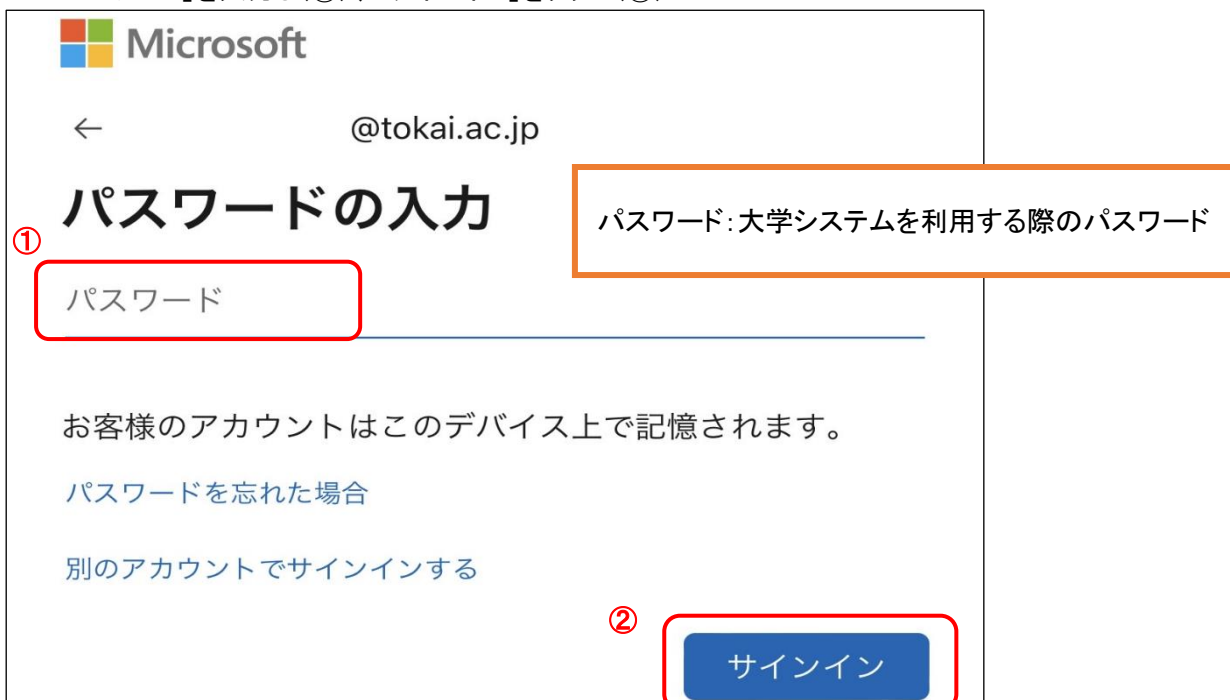 Microsoft
← @tokai.ac.jp
パスワードの入力
パスワード：大学システムを利用する際のパスワード
①
パスワード
お客様のアカウントはこのデバイス上で記憶されます。
パスワードを忘れた場合
別のアカウントでサインインする
②
サインイン